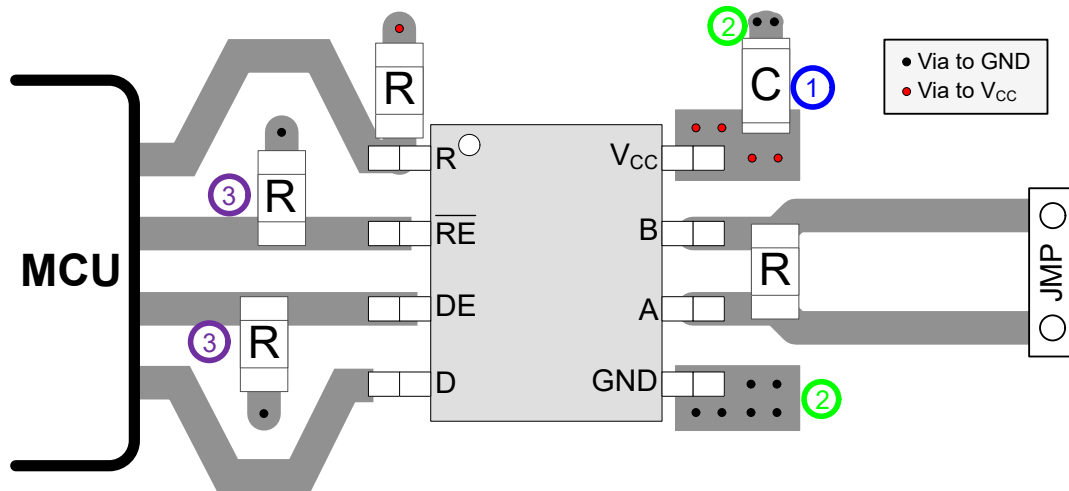 2
R
C
1
• Via to GND
• Via to VCC
R
VCC
3
R
RE
B
MCU
R
JMP
DE
A
3
R
D
GND
2